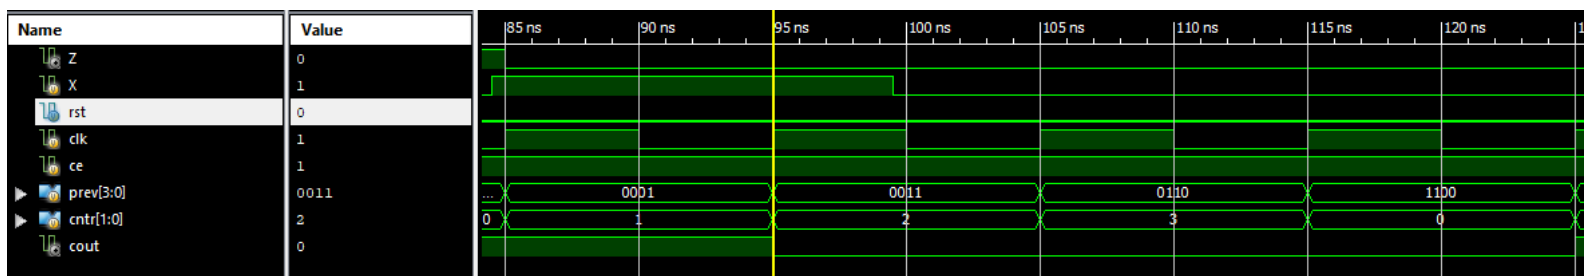 Name Value 85 ns 90 ns 95 ns 100 ns 105 ns 110 ns 115 ns 120 ns 1
Z 0
X 1
rst 0
clk 1
ce 1
prev[3:0] 0011 ... 0001 0011 0110 1100
cntr[1:0] 2 0 1 2 3 0
cout 0